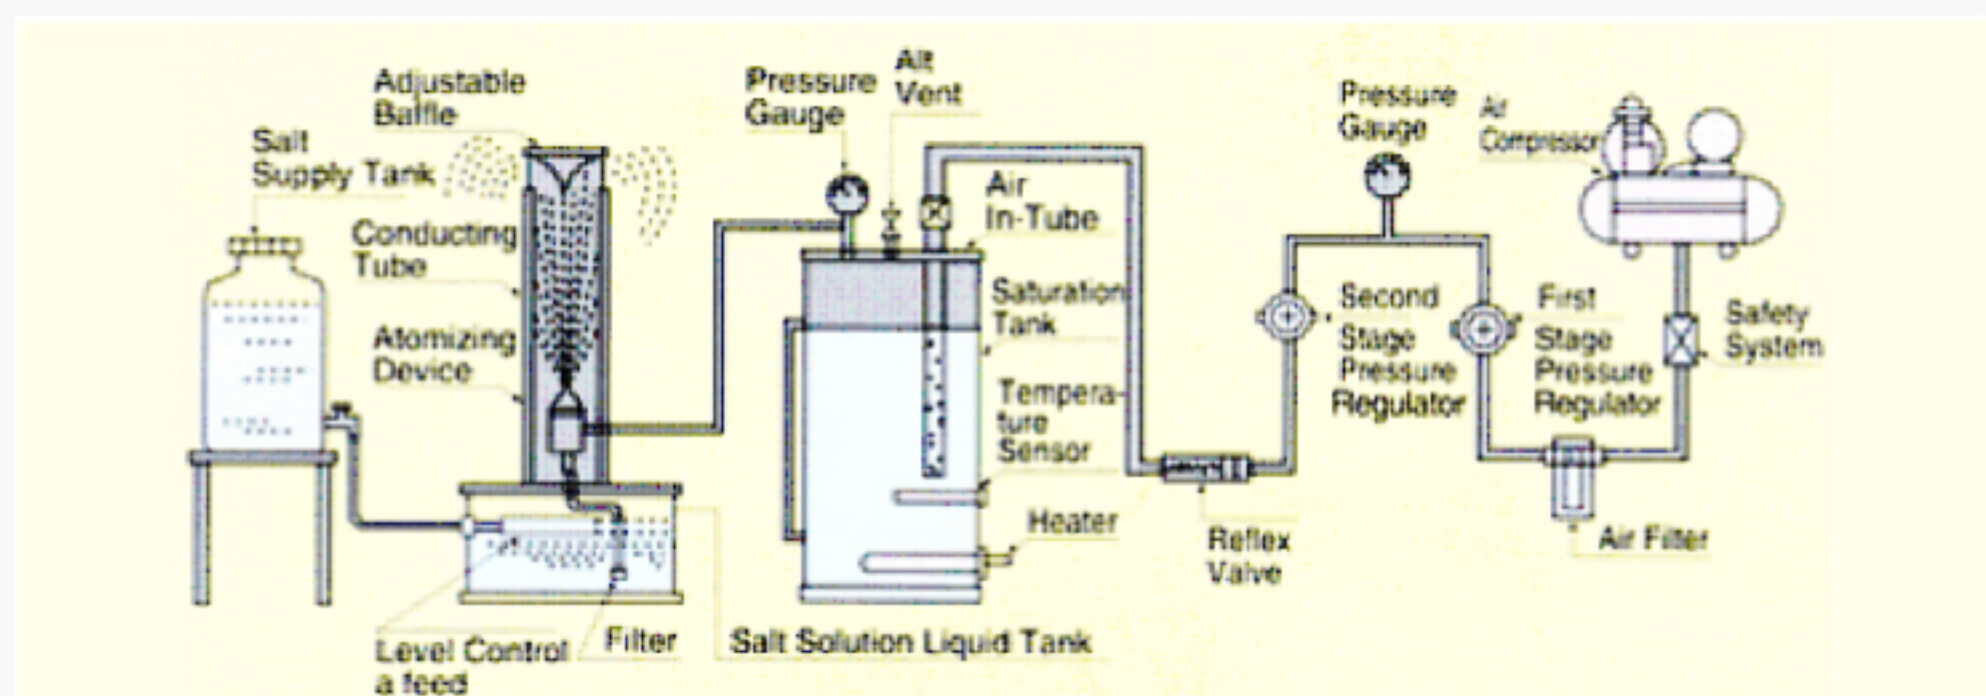 Adjustable
Baffle
Salt
Supply Tank
Conducting
Tube
Atomizing
Device
Level Control
a feed
Filter
Salt Solution Liquid Tank
Pressure
Gauge
Alt
Vent
Air
In-Tube
Saturation
Tank
Tempera-
ture
Sensor
Heater
Reflex
Valve
Pressure
Gauge
Second
Stage
Pressure
Regulator
First
Stage
Pressure
Regulator
Air
Compressor
Safety
System
Air Filter